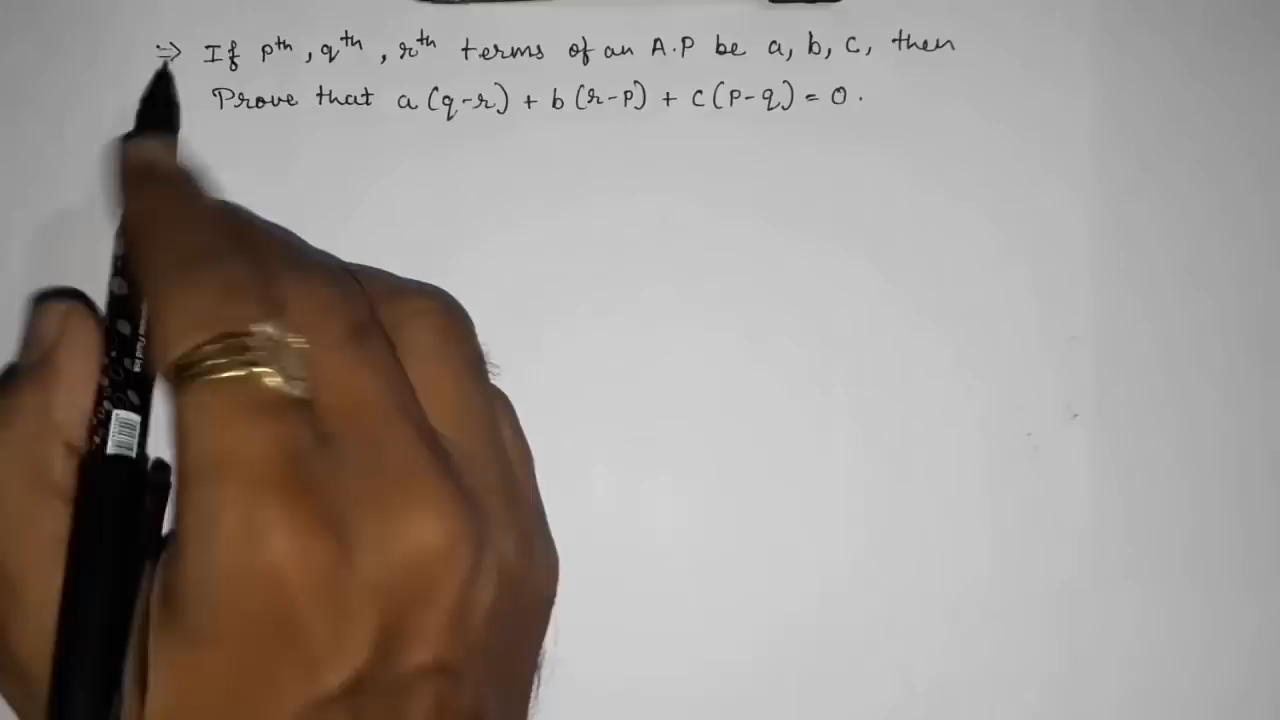 ⇒ If pth, qth, rth terms of an A.P be a, b, c, then
Prove that a(q-r) + b(r-p) + c(p-q) = 0.